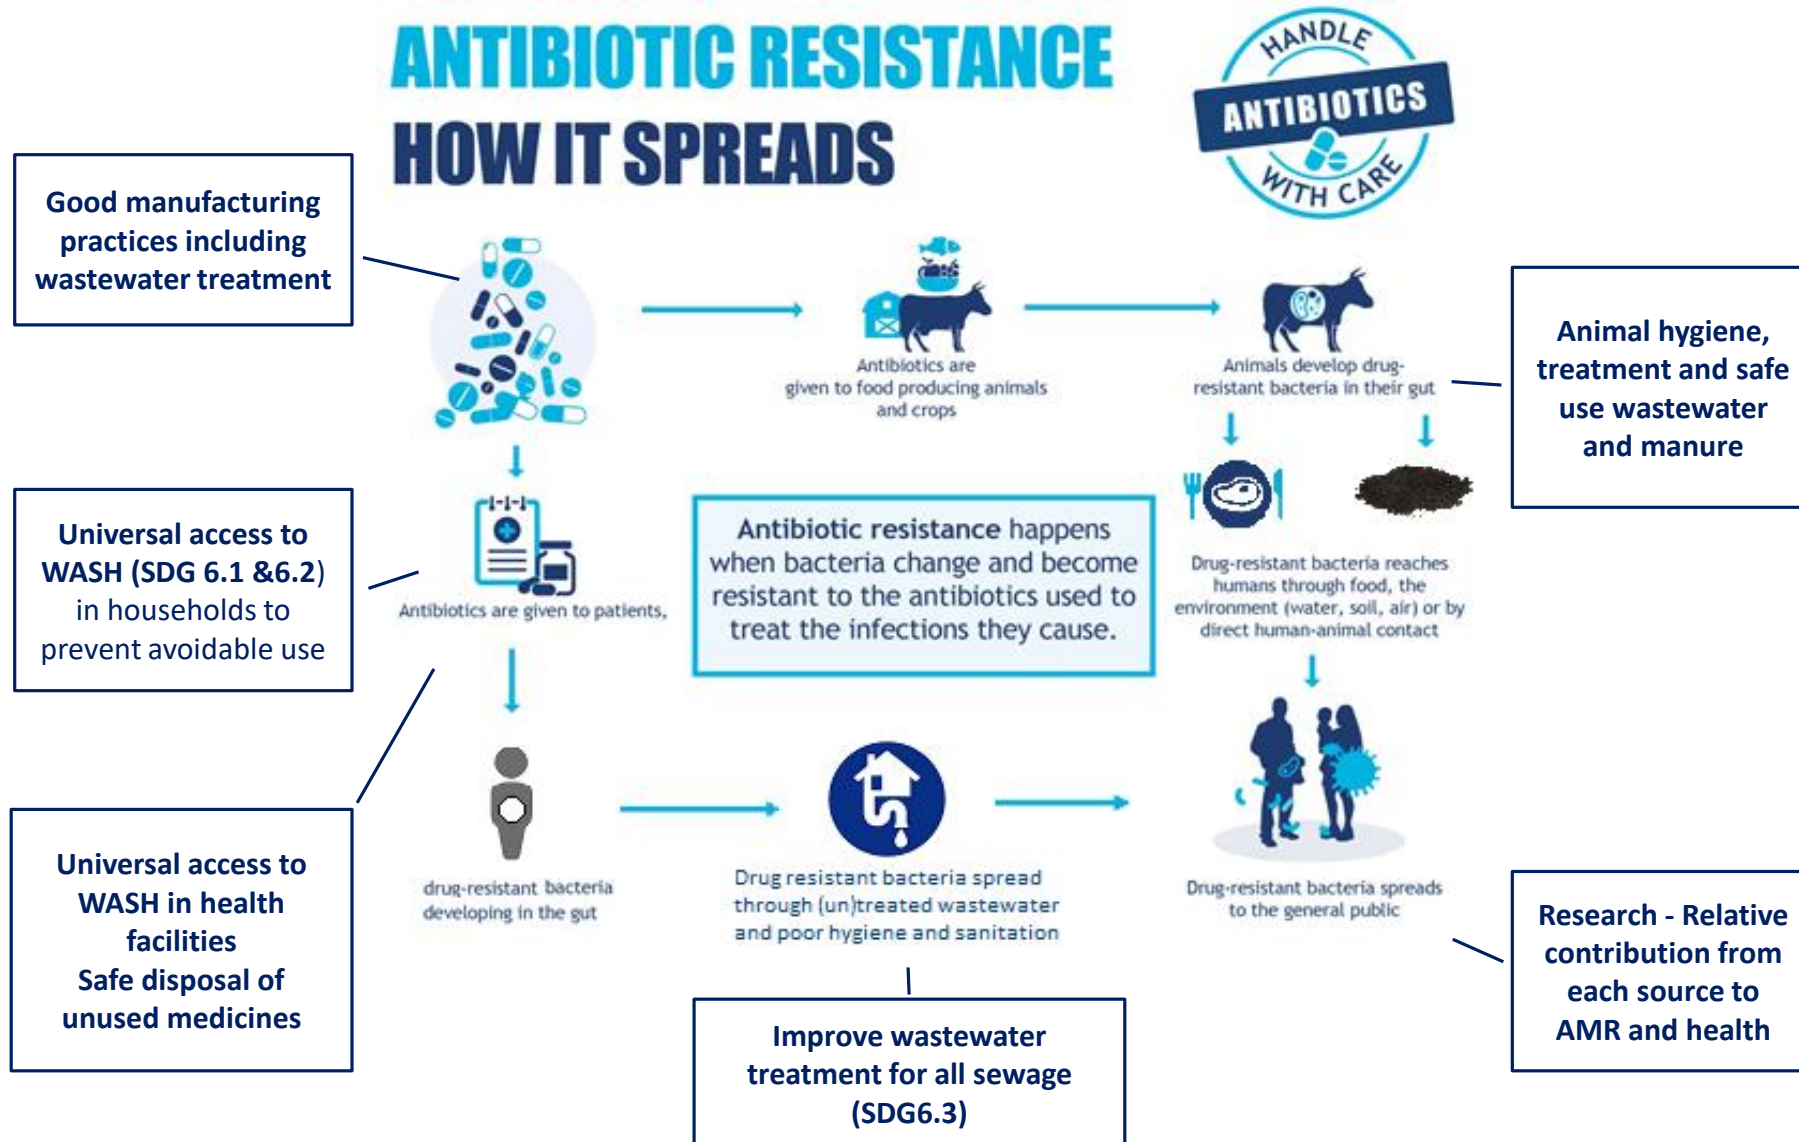 ANTIBIOTIC RESISTANCE
HOW IT SPREADS
HANDLE
ANTIBIOTICS
WITH CARE
Good manufacturing
practices including
wastewater treatment
Antibiotics are
given to food producing animals
and crops
Animals develop drug-
resistant bacteria in their gut
Animal hygiene,
treatment and safe
use wastewater
and manure
Universal access to
WASH (SDG 6.1 &6.2)
in households to
prevent avoidable use
Antibiotics are given to patients,
Antibiotic resistance happens
when bacteria change and become
resistant to the antibiotics used to
treat the infections they cause.
Drug-resistant bacteria reaches
humans through food, the
environment (water, soil, air) or by
direct human-animal contact
Universal access to
WASH in health
facilities
Safe disposal of
unused medicines
drug-resistant bacteria
developing in the gut
Drug resistant bacteria spread
through (un)treated wastewater
and poor hygiene and sanitation
Drug-resistant bacteria spreads
to the general public
Research - Relative
contribution from
each source to
AMR and health
Improve wastewater
treatment for all sewage
(SDG6.3)